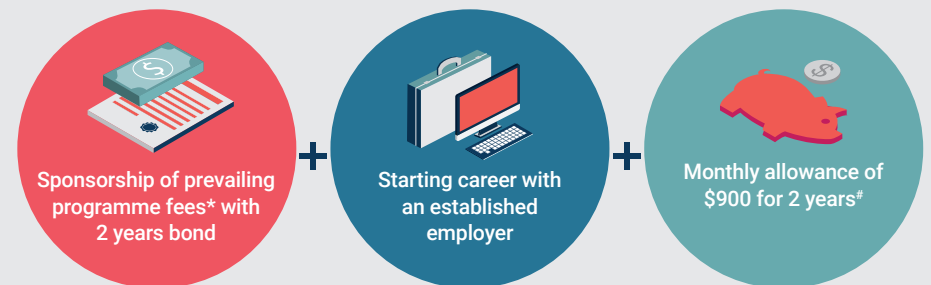 Sponsorship of prevailing
programme fees* with
2 years bond
+
Starting career with
an established
employer
+
Monthly allowance of
$900 for 2 years#